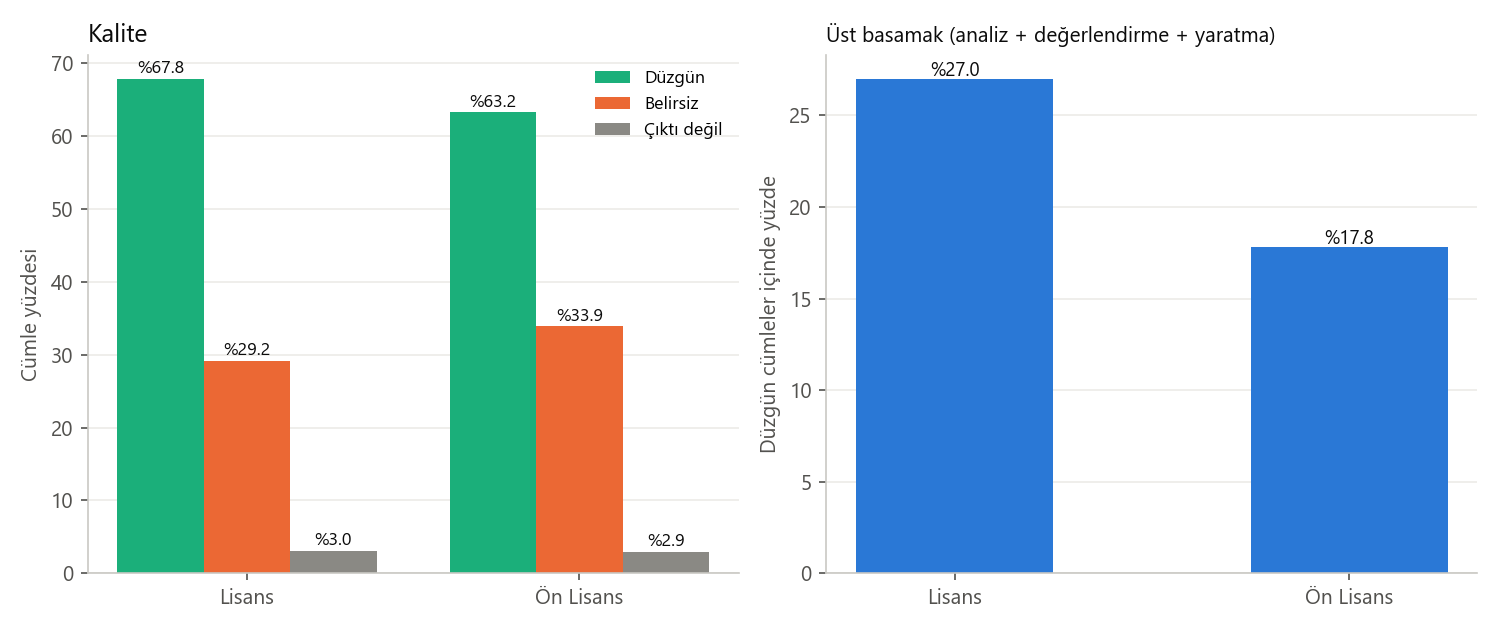 Kalite
Cümle yüzdesi
70
60
50
40
30
20
10
0
%67.8
%29.2
%3.0
%63.2
%33.9
%2.9
Düzgün
Belirsiz
Çıktı değil
Lisans
Ön Lisans
Üst basamak (analiz + değerlendirme + yaratma)
Düzgün cümleler içinde yüzde
25
20
15
10
5
0
%27.0
%17.8
Lisans
Ön Lisans